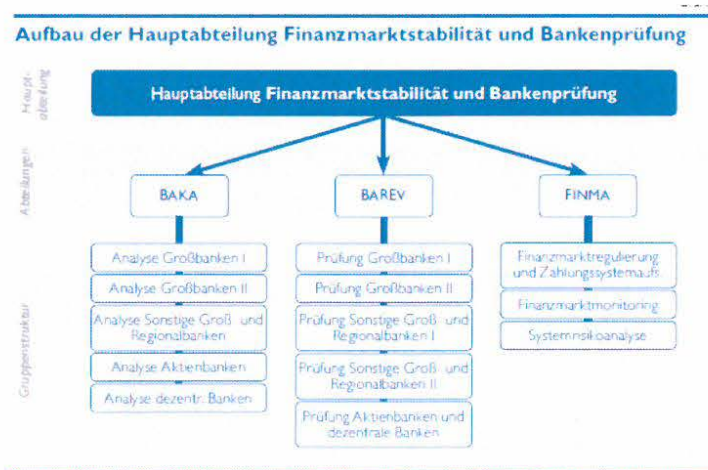 Aufbau der Hauptabteilung Finanzmarktstabilität und Bankenprüfung
Haupt-
abteilung
Hauptabteilung Finanzmarktstabilität und Bankenprüfung
Abteilungen
BAKA
BAREV
FINMA
Gruppenstruktur
Analyse Großbanken I
Analyse Großbanken II
Analyse Sonstige Groß- und
Regionalbanken
Analyse Aktienbanken
Analyse dezentr. Banken
Prüfung Großbanken I
Prüfung Großbanken II
Prüfung Sonstige Groß- und
Regionalbanken I
Prüfung Sonstige Groß- und
Regionalbanken II
Prüfung Aktienbanken und
dezentrale Banken
Finanzmarktregulierung
und Zahlungssystemaufs.
Finanzmarktmonitoring
Systemrisikoanalyse